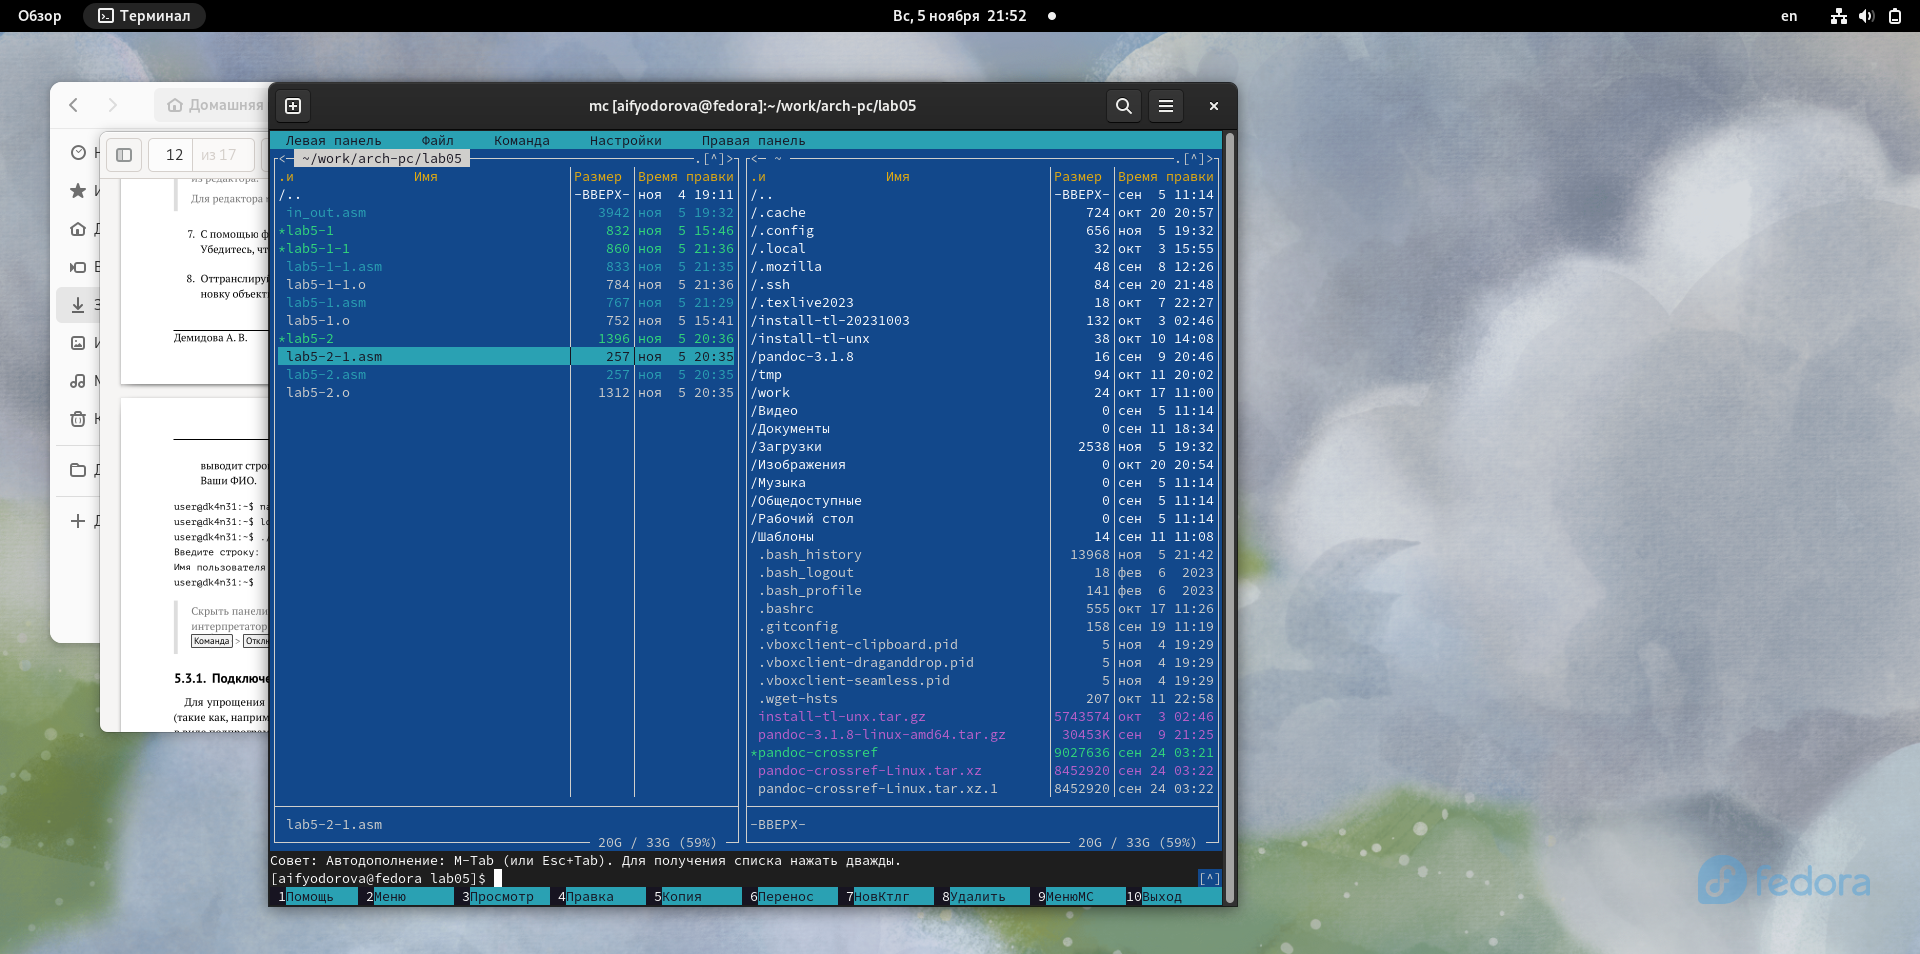 Обзор
Терминал
Вс, 5 ноября 21:52
en
Домашняя
mc [aifyodorova@fedora]:~/work/arch-pc/lab05
12
из 17
Для редактора
7. С помощью ф
Убедитесь, чт
8. Оттранслируй
новку объект
Демидова А. В.
выводит стро
Ваши ФИО.
user@dk4n31:~$ na
user@dk4n31:~$ lo
user@dk4n31:~$ ./
Введите строку:
Имя пользователя
user@dk4n31:~$
Скрыть панели
интерпретатор
Команда > Отклю
5.3.1. Подключе
Для упрощения
(такие как, наприм
Левая панель Файл Команда Настройки Правая панель
<─ ~/work/arch-pc/lab05 .[^]>
.и Имя Размер Время правки
/.. -ВВЕРХ- ноя 4 19:11
in_out.asm 3942 ноя 5 19:32
*lab5-1 832 ноя 5 15:46
*lab5-1-1 860 ноя 5 21:36
lab5-1-1.asm 833 ноя 5 21:35
lab5-1-1.o 784 ноя 5 21:36
lab5-1.asm 767 ноя 5 21:29
lab5-1.o 752 ноя 5 15:41
*lab5-2 1396 ноя 5 20:36
lab5-2-1.asm 257 ноя 5 20:35
lab5-2.asm 257 ноя 5 20:35
lab5-2.o 1312 ноя 5 20:35
lab5-2-1.asm
20G / 33G (59%)
<─ ~ .[^]>
.и Имя Размер Время правки
/.. -ВВЕРХ- сен 5 11:14
/.cache 724 окт 20 20:57
/.config 656 ноя 5 19:32
/.local 32 окт 3 15:55
/.mozilla 48 сен 8 12:26
/.ssh 84 сен 20 21:48
/.texlive2023 18 окт 7 22:27
/install-tl-20231003 132 окт 3 02:46
/install-tl-unx 38 окт 10 14:08
/pandoc-3.1.8 16 сен 9 20:46
/tmp 94 окт 11 20:02
/work 24 окт 17 11:00
/Видео 0 сен 5 11:14
/Документы 0 сен 11 18:34
/Загрузки 2538 ноя 5 19:32
/Изображения 0 окт 20 20:54
/Музыка 0 сен 5 11:14
/Общедоступные 0 сен 5 11:14
/Рабочий стол 0 сен 5 11:14
/Шаблоны 14 сен 11 11:08
.bash_history 13968 ноя 5 21:42
.bash_logout 18 фев 6 2023
.bash_profile 141 фев 6 2023
.bashrc 555 окт 17 11:26
.gitconfig 158 сен 19 11:19
.vboxclient-clipboard.pid 5 ноя 4 19:29
.vboxclient-draganddrop.pid 5 ноя 4 19:29
.vboxclient-seamless.pid 5 ноя 4 19:29
.wget-hsts 207 окт 11 22:58
install-tl-unx.tar.gz 5743574 окт 3 02:46
pandoc-3.1.8-linux-amd64.tar.gz 30453K сен 9 21:25
*pandoc-crossref 9027636 сен 24 03:21
pandoc-crossref-Linux.tar.xz 8452920 сен 24 03:22
pandoc-crossref-Linux.tar.xz.1 8452920 сен 24 03:22
-ВВЕРХ-
20G / 33G (59%)
Совет: Автодополнение: M-Tab (или Esc+Tab). Для получения списка нажать дважды.
[aifyodorova@fedora lab05]$ [^]
1Помощь 2Меню 3Просмотр 4Правка 5Копия 6Перенос 7НовКтлг 8Удалить 9МенюMC 10Выход
fedora